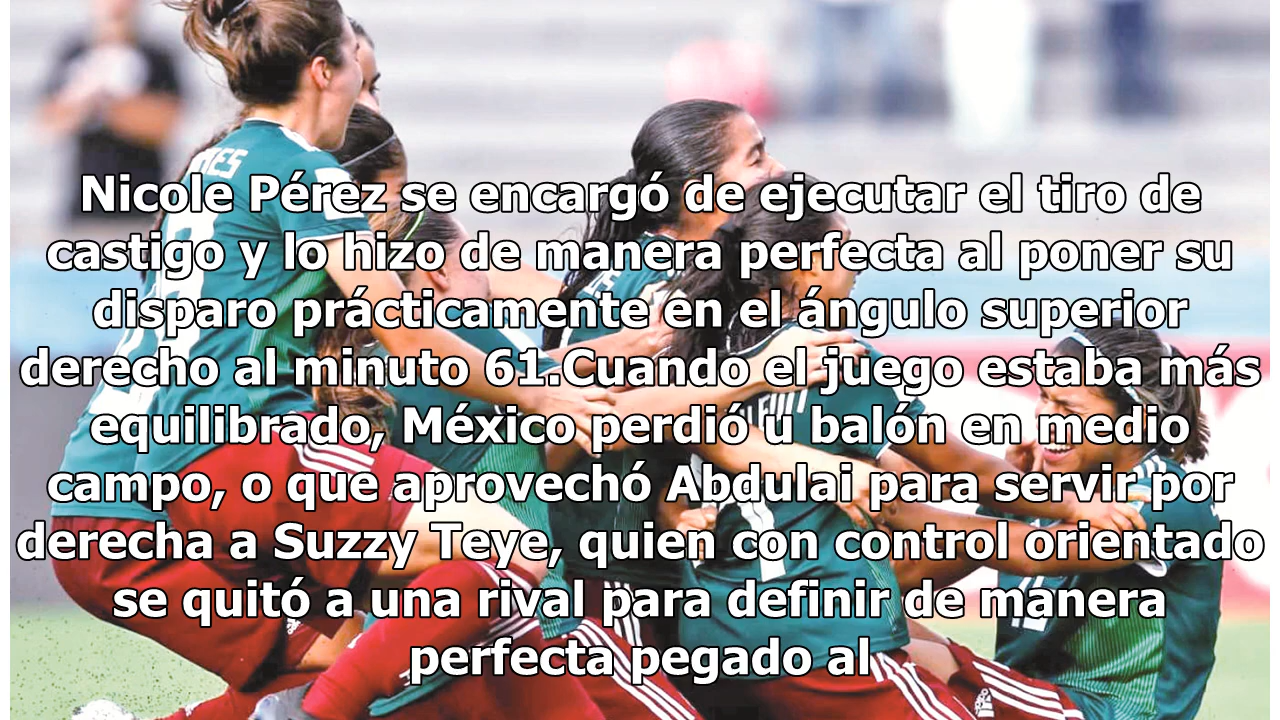 Nicole Pérez se encargó de ejecutar el tiro de
castigo y lo hizo de manera perfecta al poner su
disparo prácticamente en el ángulo superior
derecho al minuto 61.Cuando el juego estaba más
equilibrado, México perdió u balón en medio
campo, o que aprovechó Abdulai para servir por
derecha a Suzzy Teye, quien con control orientado
se quitó a una rival para definir de manera
perfecta pegado al